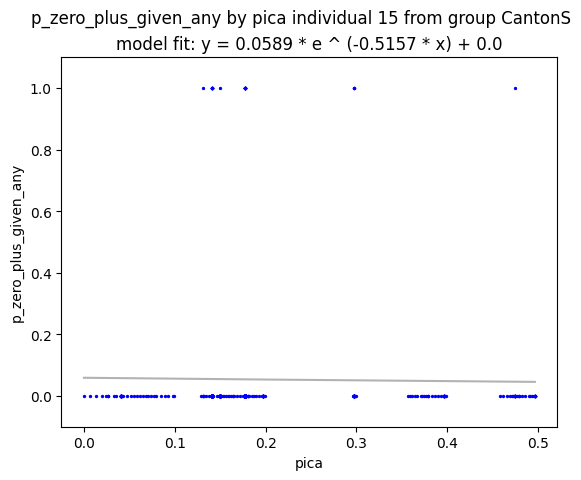 p_zero_plus_given_any by pica individual 15 from group CantonS
model fit: y = 0.0589 * e ^ (-0.5157 * x) + 0.0
1.0
0.8
0.6
0.4
0.2
0.0
p_zero_plus_given_any
0.0 0.1 0.2 0.3 0.4 0.5
pica